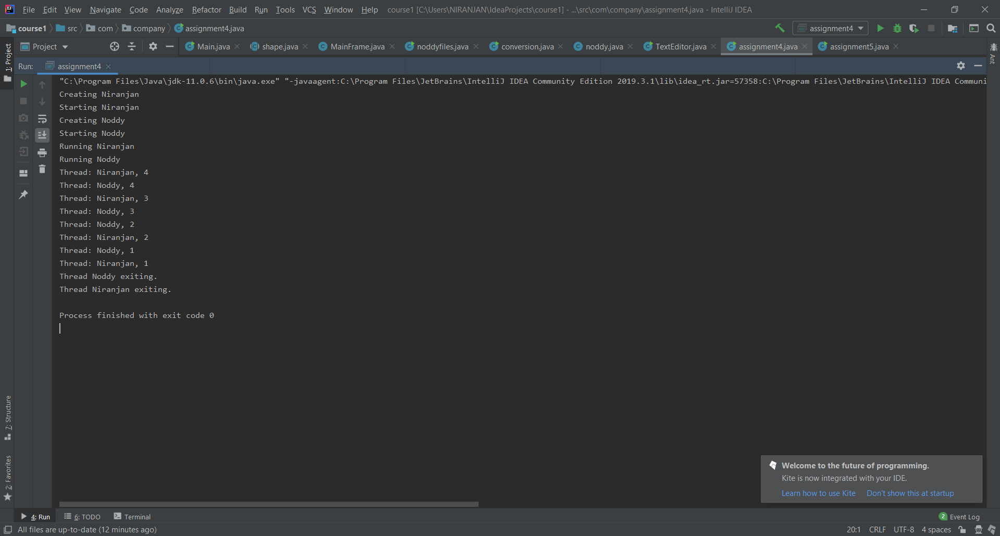 File Edit View Navigate Code Analyze Refactor Build Run Tools VCS Window Help course1 [C:\Users\NIRANJAN\IdeaProjects\course1] - ...\src\com\company\assignment4.java - IntelliJ IDEA
course1 src com company assignment4.java assignment4
Project Main.java shape.java MainFrame.java noddyfiles.java conversion.java noddy.java TextEditor.java assignment4.java assignment5.java
1: Project
Ant
Run: assignment4
"C:\Program Files\Java\jdk-11.0.6\bin\java.exe" "-javaagent:C:\Program Files\JetBrains\IntelliJ IDEA Community Edition 2019.3.1\lib\idea_rt.jar=57358:C:\Program Files\JetBrains\IntelliJ IDEA Communi
Creating Niranjan
Starting Niranjan
Creating Noddy
Starting Noddy
Running Niranjan
Running Noddy
Thread: Niranjan, 4
Thread: Noddy, 4
Thread: Niranjan, 3
Thread: Noddy, 3
Thread: Noddy, 2
Thread: Niranjan, 2
Thread: Noddy, 1
Thread: Niranjan, 1
Thread Noddy exiting.
Thread Niranjan exiting.
Process finished with exit code 0
7: Structure
2: Favorites
Welcome to the future of programming.
Kite is now integrated with your IDE.
Learn how to use Kite Don't show this at startup
4: Run 6: TODO Terminal 2 Event Log
All files are up-to-date (12 minutes ago) 20:1 CRLF UTF-8 4 spaces